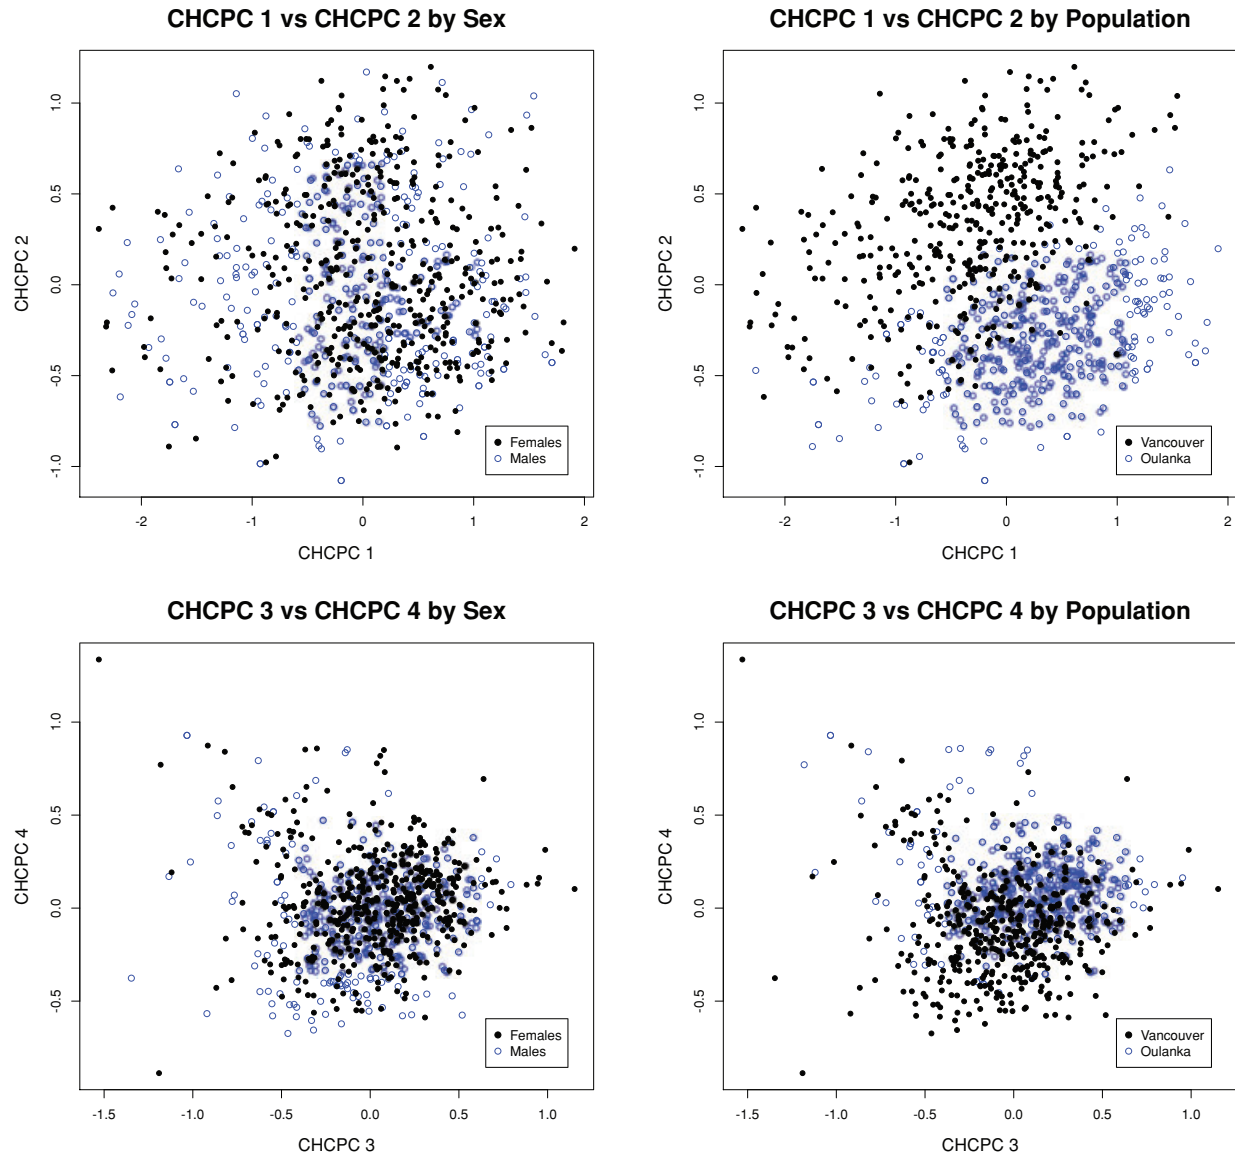 CHCPC 1 vs CHCPC 2 by Sex
CHCPC 2
1.0
0.5
0.0
-0.5
-1.0
Females
Males
-2 -1 0 1 2
CHCPC 1
CHCPC 1 vs CHCPC 2 by Population
CHCPC 2
1.0
0.5
0.0
-0.5
-1.0
Vancouver
Oulanka
-2 -1 0 1 2
CHCPC 1
CHCPC 3 vs CHCPC 4 by Sex
CHCPC 4
1.0
0.5
0.0
-0.5
Females
Males
-1.5 -1.0 -0.5 0.0 0.5 1.0
CHCPC 3
CHCPC 3 vs CHCPC 4 by Population
CHCPC 4
1.0
0.5
0.0
-0.5
Vancouver
Oulanka
-1.5 -1.0 -0.5 0.0 0.5 1.0
CHCPC 3